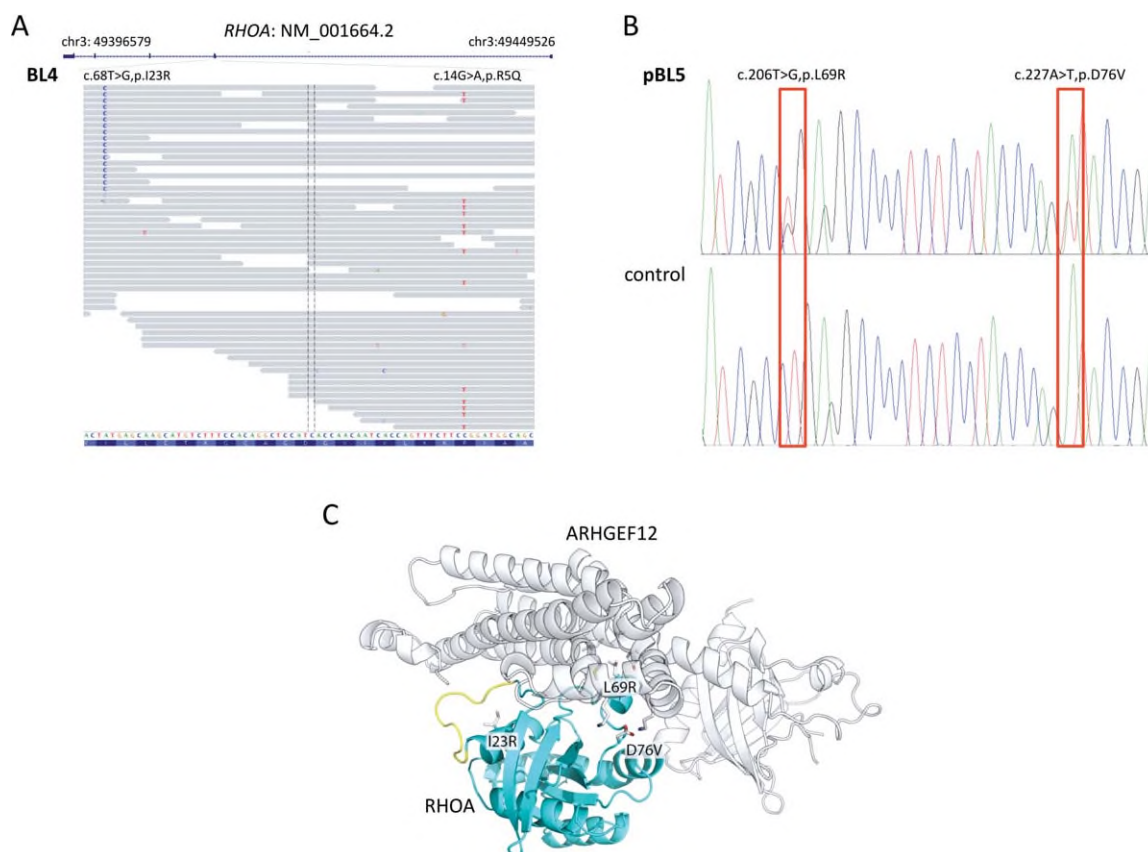 A
RHOA: NM_001664.2
chr3: 49396579
chr3:49449526
BL4
c.68T>G,p.I23R
c.14G>A,p.R5Q
ACTATGAGCAAGCATGTCTTTCCACAGGCTCCATCACCAACAATCACCAGTTTCTTCCGGATGGCAGC
B
pBL5
c.206T>G,p.L69R
c.227A>T,p.D76V
control
C
ARHGEF12
L69R
I23R
D76V
RHOA